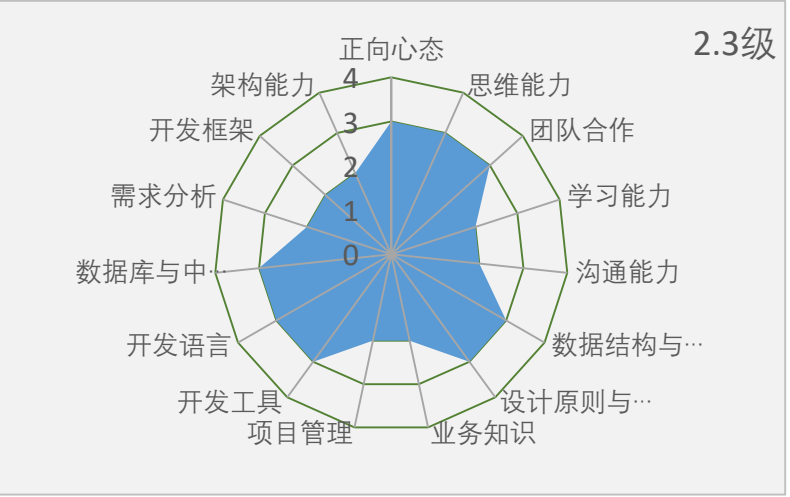 2.3级
正向心态
思维能力
团队合作
学习能力
沟通能力
数据结构与…
设计原则与…
业务知识
项目管理
开发工具
开发语言
数据库与中…
需求分析
开发框架
架构能力
4
3
2
1
0